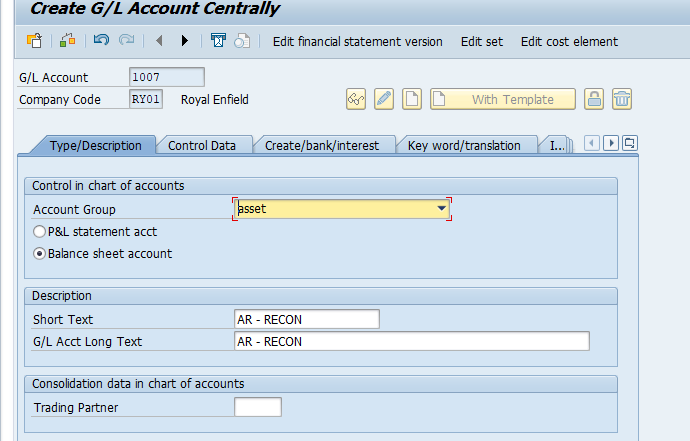 Create G/L Account Centrally
Edit financial statement version Edit set Edit cost element
G/L Account 1007
Company Code RY01 Royal Enfield With Template
Type/Description Control Data Create/bank/interest Key word/translation I...
Control in chart of accounts
Account Group asset
P&L statement acct
Balance sheet account
Description
Short Text AR - RECON
G/L Acct Long Text AR - RECON
Consolidation data in chart of accounts
Trading Partner